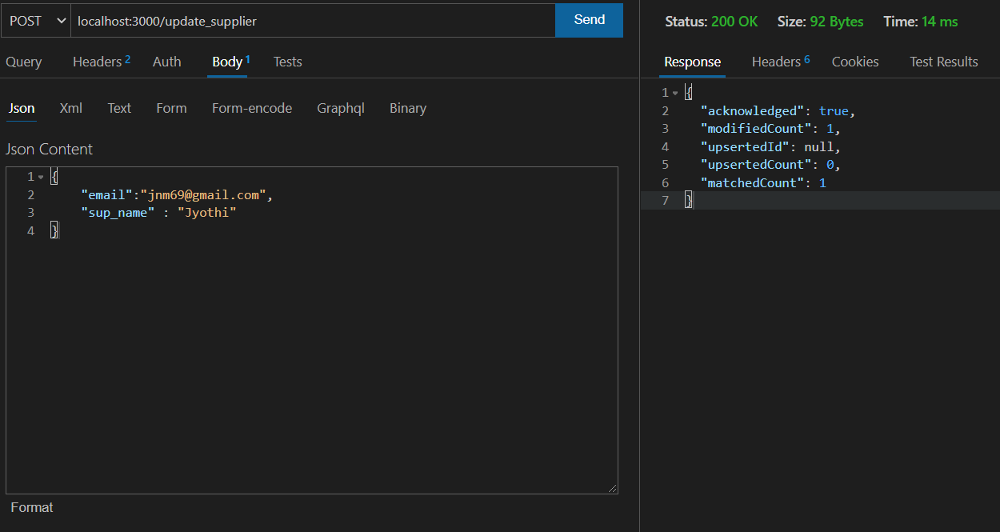 POST localhost:3000/update_supplier Send
Query Headers 2 Auth Body 1 Tests
Json Xml Text Form Form-encode Graphql Binary
Json Content
1 {
2 "email":"jnm69@gmail.com",
3 "sup_name" : "Jyothi"
4 }
Format
Status: 200 OK Size: 92 Bytes Time: 14 ms
Response Headers 6 Cookies Test Results
1 {
2 "acknowledged": true,
3 "modifiedCount": 1,
4 "upsertedId": null,
5 "upsertedCount": 0,
6 "matchedCount": 1
7 }